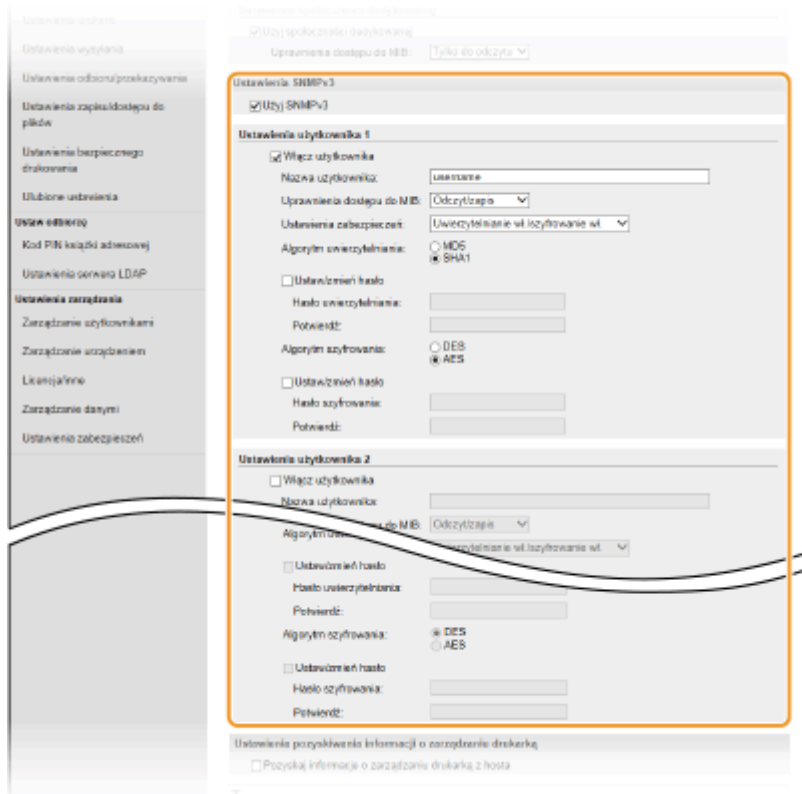 Ustawienia wysyłania
Ustawienia odbioru/przekazywania
Ustawienia zapisu/dostępu do
plików
Ustawienia bezpiecznego
drukowania
Ulubione ustawienia
Ustaw odbiorcę
Kod PIN książki adresowej
Ustawienia serwera LDAP
Ustawienia zarządzania
Zarządzanie użytkownikami
Zarządzanie urządzeniem
Licencja/Inne
Zarządzanie danymi
Ustawienia zabezpieczeń
Użyj społeczności dedykowanej
Uprawnienia dostępu do MIB: Tylko do odczytu
Ustawienia SNMPv3
Użyj SNMPv3
Ustawienia użytkownika 1
Włącz użytkownika
Nazwa użytkownika: username
Uprawnienia dostępu do MIB: Odczyt/zapis
Ustawienia zabezpieczeń: Uwierzytelnianie wł./szyfrowanie wł.
Algorytm uwierzytelniania: MD5
SHA1
Ustaw/zmień hasło
Hasło uwierzytelniania:
Potwierdź:
Algorytm szyfrowania: DES
AES
Ustaw/zmień hasło
Hasło szyfrowania:
Potwierdź:
Ustawienia użytkownika 2
Włącz użytkownika
Nazwa użytkownika:
do MIB: Odczyt/zapis
Algorytm
wł./szyfrowanie wł.
Ustaw/zmień hasło
Hasło uwierzytelniania:
Potwierdź:
Algorytm szyfrowania: DES
AES
Ustaw/zmień hasło
Hasło szyfrowania:
Potwierdź:
Ustawienia pozyskiwania informacji o zarządzaniu drukarką
Pozyskaj informacje o zarządzaniu drukarką z hosta